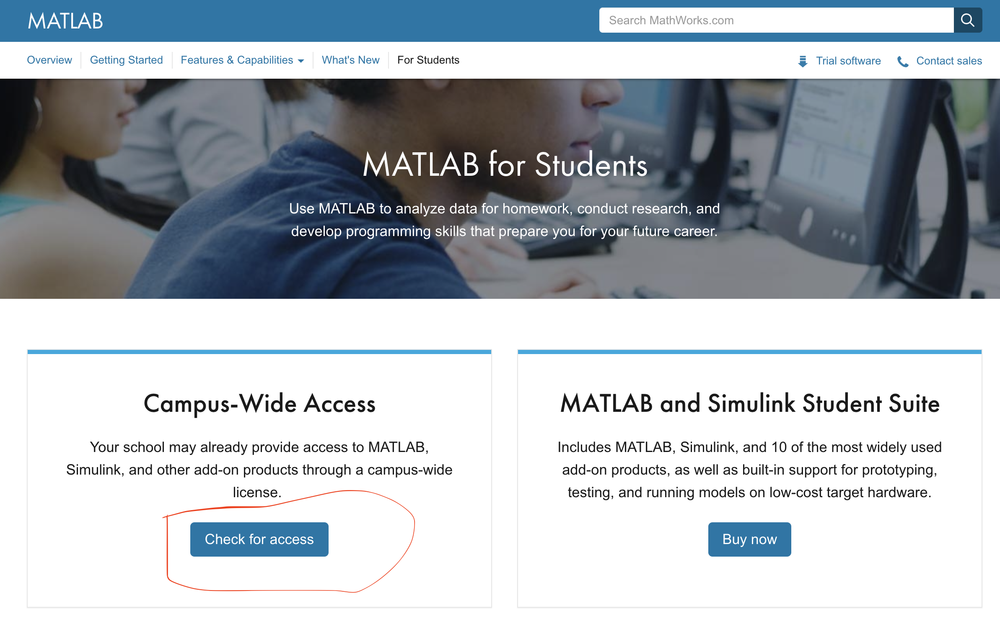 MATLAB
Search MathWorks.com
Overview
Getting Started
Features & Capabilities
What's New
For Students
Trial software
Contact sales
MATLAB for Students
Use MATLAB to analyze data for homework, conduct research, and
develop programming skills that prepare you for your future career.
Campus-Wide Access
Your school may already provide access to MATLAB,
Simulink, and other add-on products through a campus-wide
license.
Check for access
MATLAB and Simulink Student Suite
Includes MATLAB, Simulink, and 10 of the most widely used
add-on products, as well as built-in support for prototyping,
testing, and running models on low-cost target hardware.
Buy now